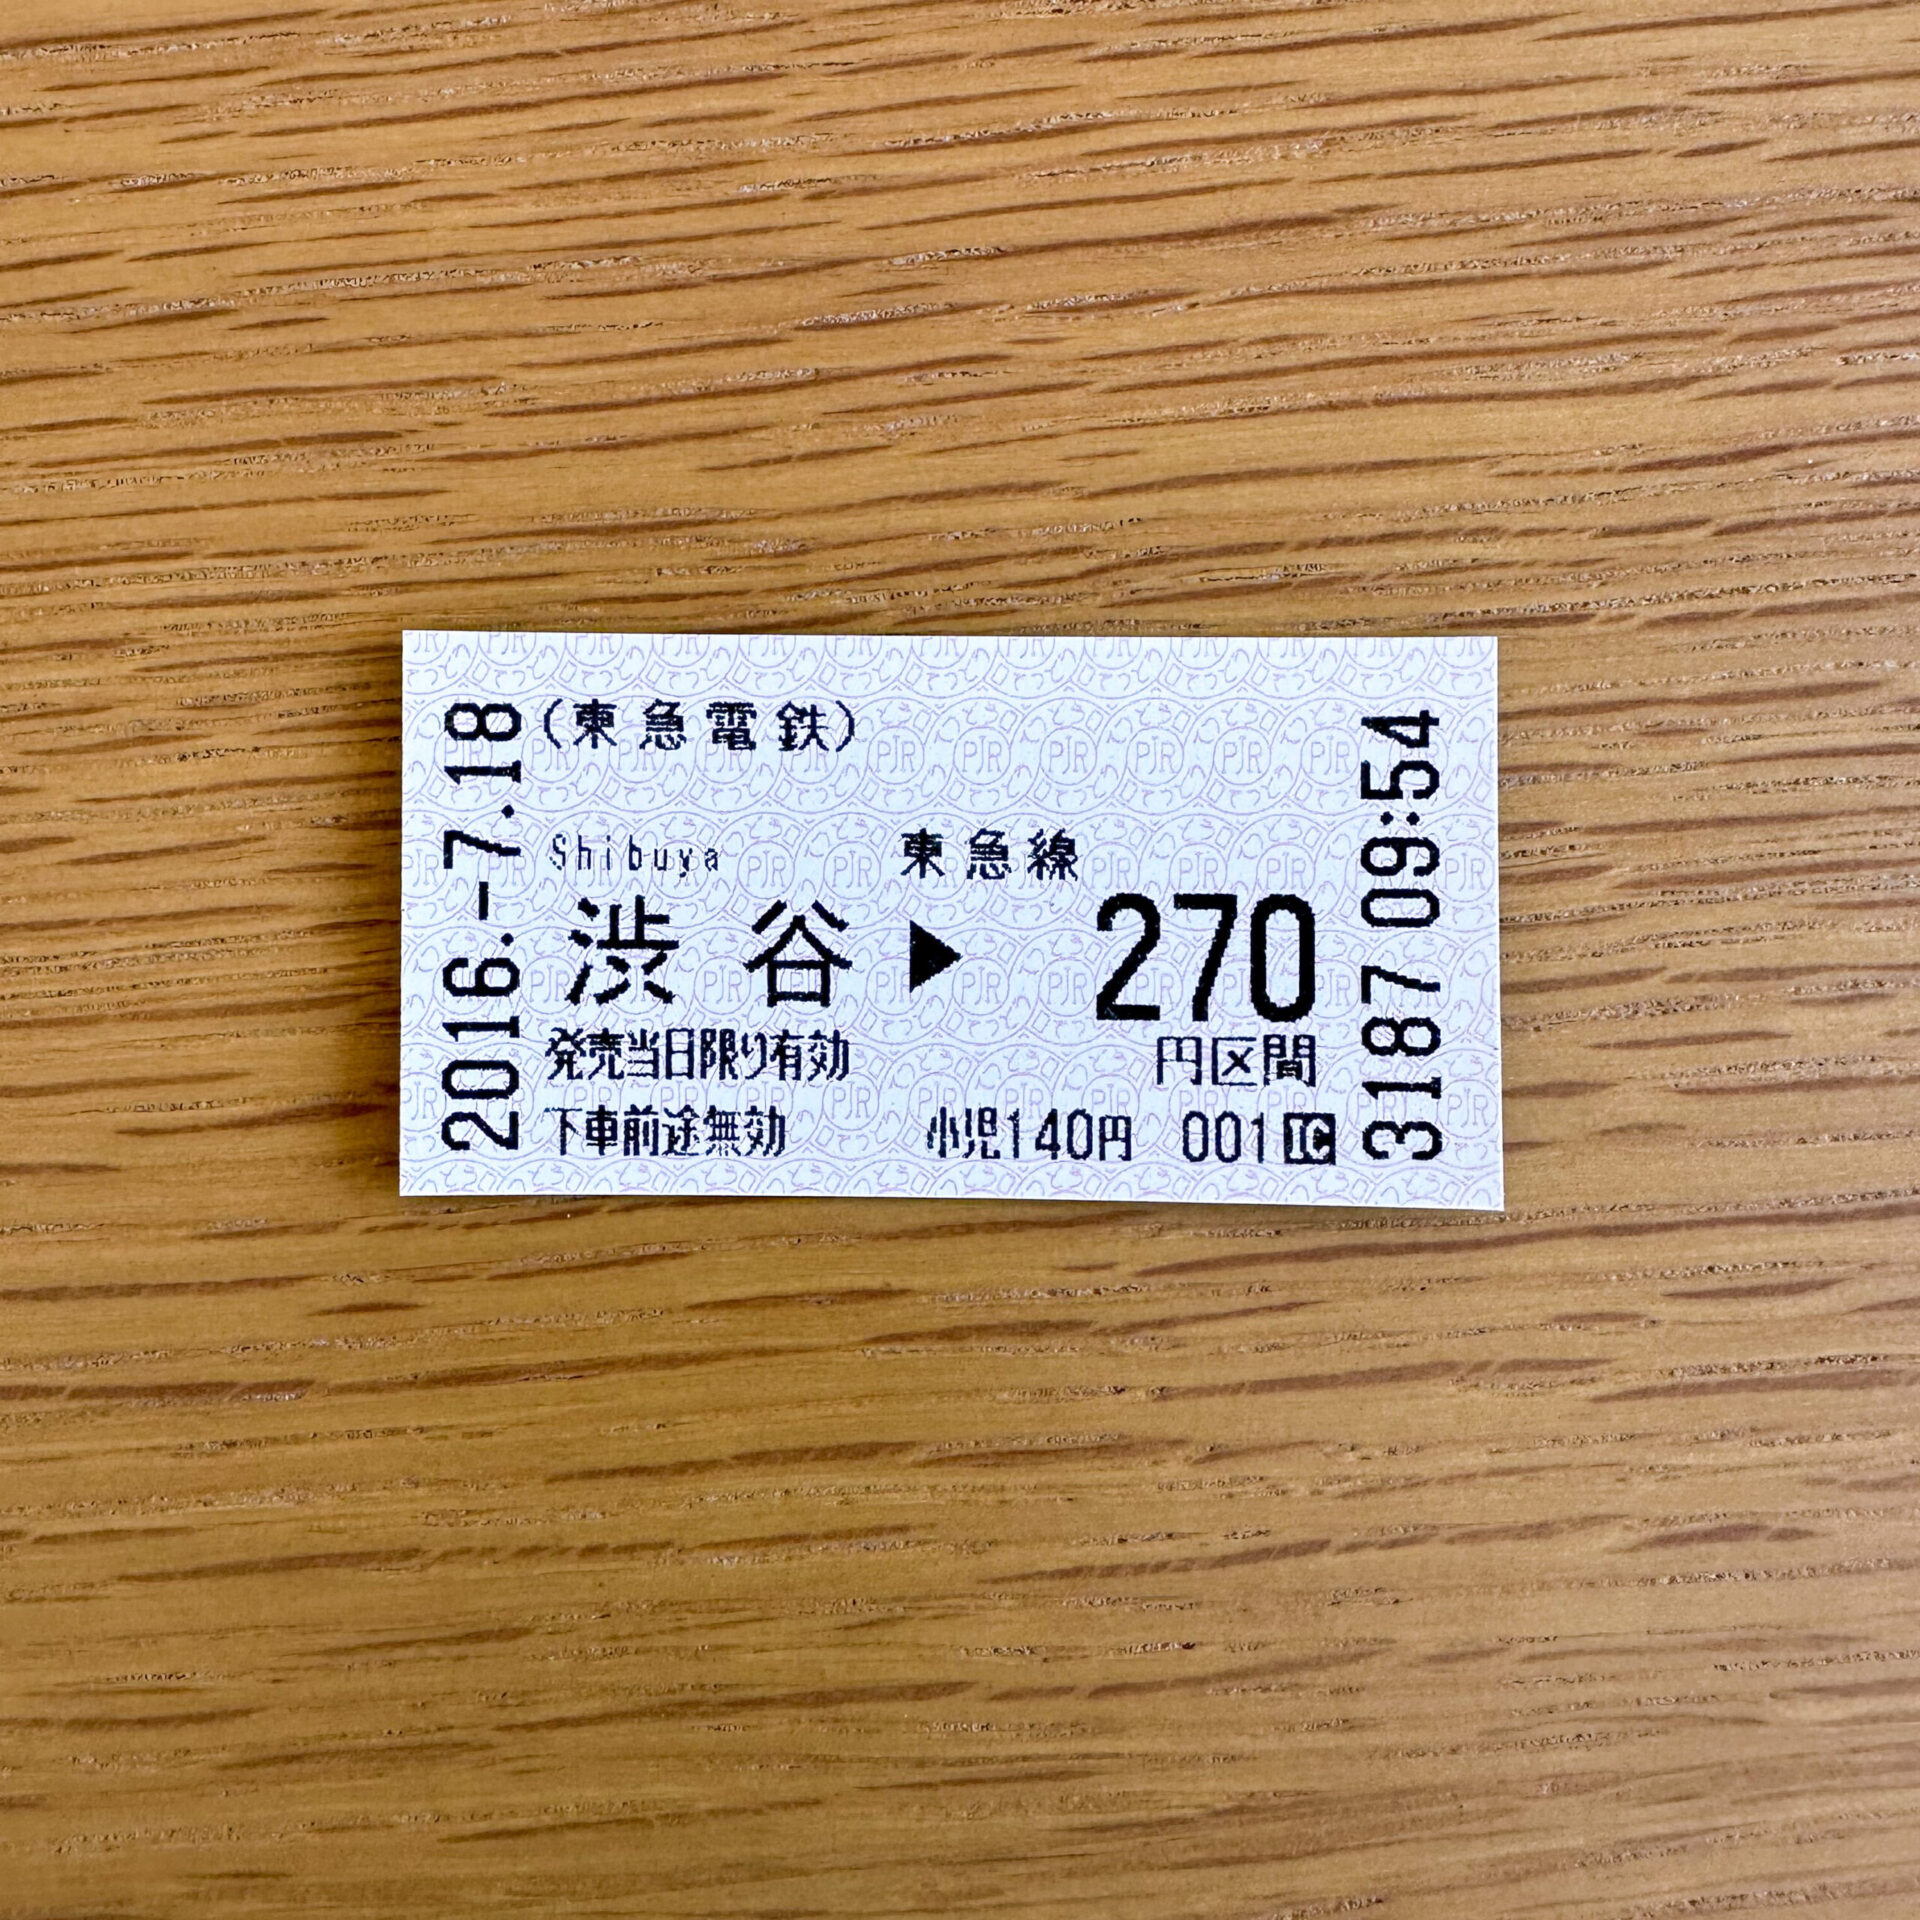 2016.-7.18
(東急電鉄)
Shibuya 東急線
渋谷▶270
発売当日限り有効 円区間
下車前途無効 小児140円 001IC
3187 09:54